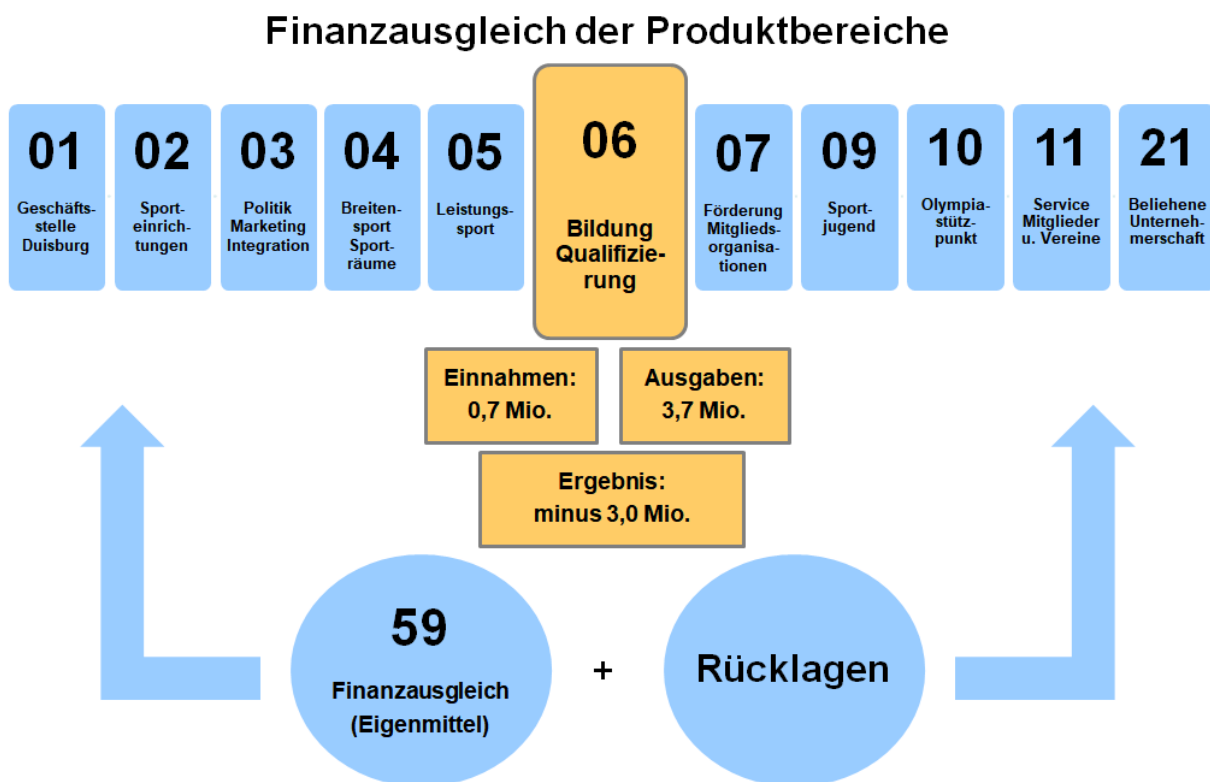 Finanzausgleich der Produktbereiche
01
Geschäfts-
stelle
Duisburg
02
Sport-
einrich-
tungen
03
Politik
Marketing
Integration
04
Breiten-
sport
Sport-
räume
05
Leistungs-
sport
06
Bildung
Qualifizie-
rung
07
Förderung
Mitglieds-
organisa-
tionen
09
Sport-
jugend
10
Olympia-
stütz-
punkt
11
Service
Mitglieder
u. Vereine
21
Beliehene
Unterneh-
merschaft
Einnahmen:
0,7 Mio.
Ausgaben:
3,7 Mio.
Ergebnis:
minus 3,0 Mio.
59
Finanzausgleich
(Eigenmittel)
+
Rücklagen